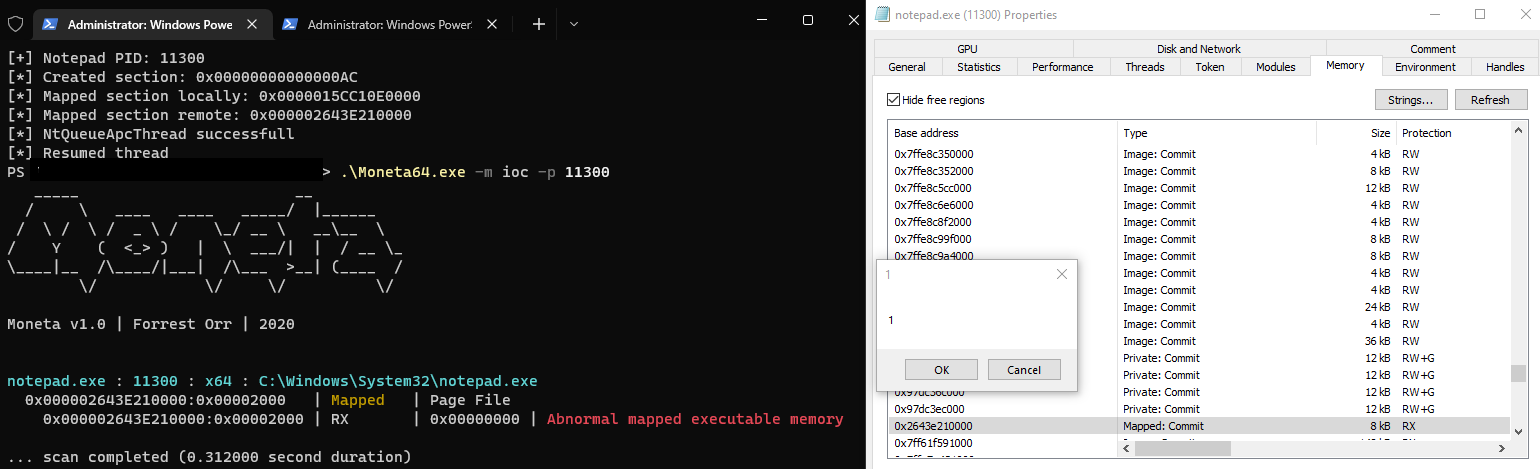 Administrator: Windows Powe
Administrator: Windows Power
[+] Notepad PID: 11300
[*] Created section: 0x00000000000000AC
[*] Mapped section locally: 0x0000015CC10E0000
[*] Mapped section remote: 0x000002643E210000
[*] NtQueueApcThread successfull
[*] Resumed thread
PS > .\Moneta64.exe -m ioc -p 11300
Moneta v1.0 | Forrest Orr | 2020
notepad.exe : 11300 : x64 : C:\Windows\System32\notepad.exe
0x000002643E210000:0x00002000 | Mapped | Page File
0x000002643E210000:0x00002000 | RX | 0x00000000 | Abnormal mapped executable memory
... scan completed (0.312000 second duration)
notepad.exe (11300) Properties
GPU Disk and Network Comment
General Statistics Performance Threads Token Modules Memory Environment Handles
Hide free regions
Strings... Refresh
Base address Type Size Protection
0x7ffe8c350000 Image: Commit 4 kB RW
0x7ffe8c352000 Image: Commit 8 kB RW
0x7ffe8c5cc000 Image: Commit 12 kB RW
0x7ffe8c6e6000 Image: Commit 4 kB RW
0x7ffe8c8f2000 Image: Commit 4 kB RW
0x7ffe8c99f000 Image: Commit 8 kB RW
0x7ffe8c9a4000 Image: Commit 8 kB RW
Image: Commit 4 kB RW
Image: Commit 4 kB RW
Image: Commit 24 kB RW
Image: Commit 4 kB RW
Image: Commit 36 kB RW
Private: Commit 12 kB RW+G
Private: Commit 12 kB RW+G
Private: Commit 12 kB RW+G
0x97dc3ec000 Private: Commit 12 kB RW+G
0x2643e210000 Mapped: Commit 8 kB RX
0x7ff61f591000
1
1
OK Cancel